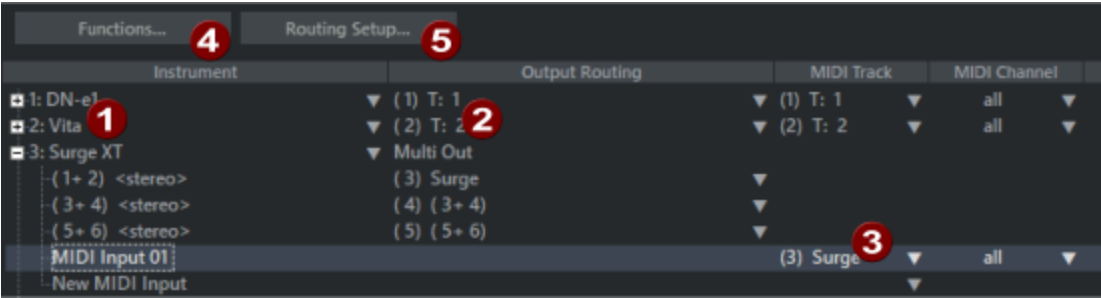 Functions... 4 Routing Setup... 5
Instrument Output Routing MIDI Track MIDI Channel
1: DN-e1 1 (1) T: 1 (1) T: 1 all
2: Vita (2) T: 2 2 (2) T: 2 all
3: Surge XT Multi Out
(1+ 2) <stereo> (3) Surge
(3+ 4) <stereo> (4) (3+ 4)
(5+ 6) <stereo> (5) (5+ 6) 3
MIDI Input 01 (3) Surge all
New MIDI Input